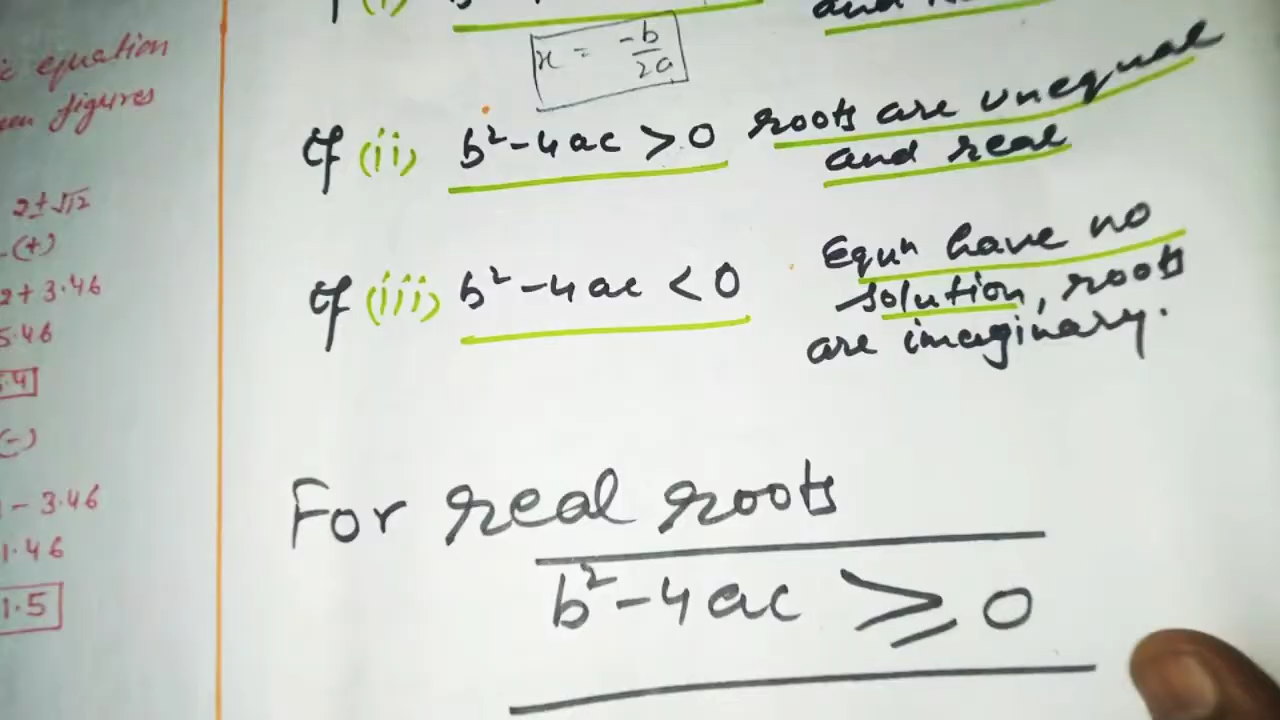 c equation
figures
2±√12
-(+)
2 + 3.46
5.46
(-)
- 3.46
1.46
1.5
(i)
and
x = -b/2a
If (ii) b²-4ac > 0 roots are unequal
and real
If (iii) b²-4ac < 0 Equⁿ have no
solution, roots
are imaginary.
For real roots
b²-4ac ⩾ 0